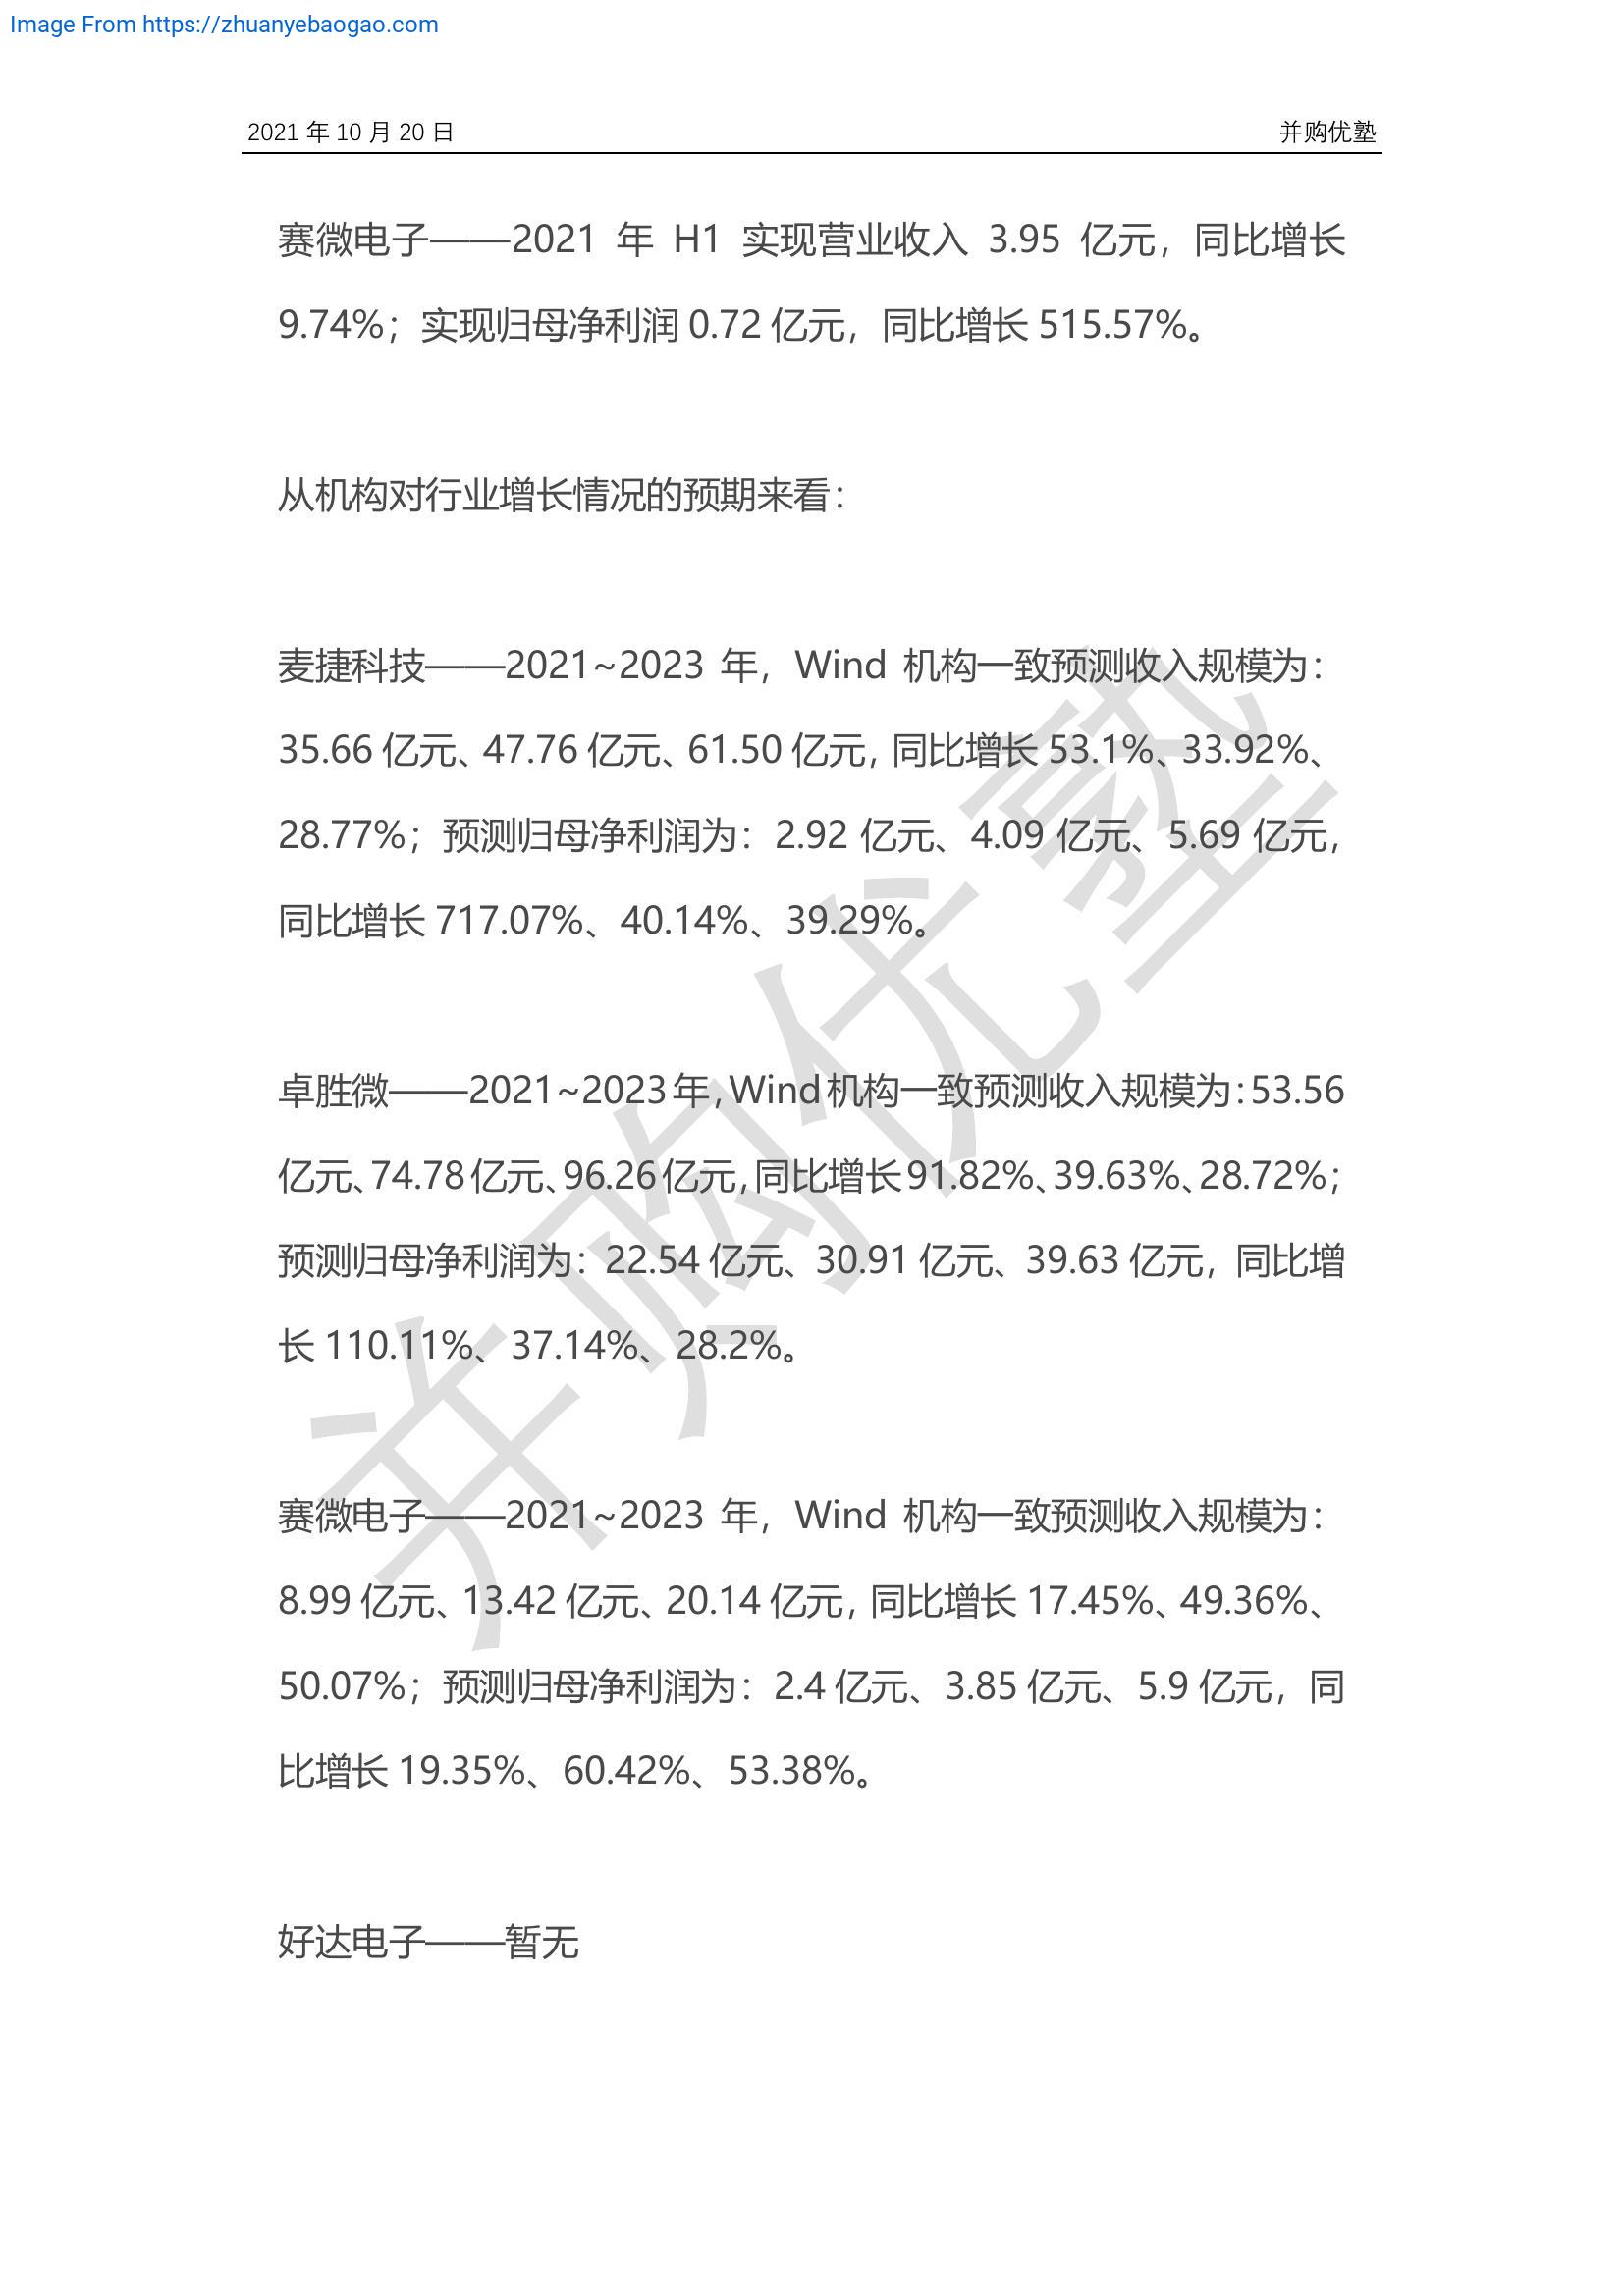 Image From https://zhuanyebaogao.com
2021 年 10 月 20 日 并购优塾
赛微电子——2021 年 H1 实现营业收入 3.95 亿元，同比增长
9.74%；实现归母净利润 0.72 亿元，同比增长 515.57%。
从机构对行业增长情况的预期来看：
麦捷科技——2021~2023 年，Wind 机构一致预测收入规模为：
35.66 亿元、47.76 亿元、61.50 亿元，同比增长 53.1%、33.92%、
28.77%；预测归母净利润为：2.92 亿元、4.09 亿元、5.69 亿元，
同比增长 717.07%、40.14%、39.29%。
卓胜微——2021~2023 年，Wind 机构一致预测收入规模为：53.56
亿元、74.78 亿元、96.26 亿元，同比增长 91.82%、39.63%、28.72%；
预测归母净利润为：22.54 亿元、30.91 亿元、39.63 亿元，同比增
长 110.11%、37.14%、28.2%。
赛微电子——2021~2023 年，Wind 机构一致预测收入规模为：
8.99 亿元、13.42 亿元、20.14 亿元，同比增长 17.45%、49.36%、
50.07%；预测归母净利润为：2.4 亿元、3.85 亿元、5.9 亿元，同
比增长 19.35%、60.42%、53.38%。
好达电子——暂无
并购优塾